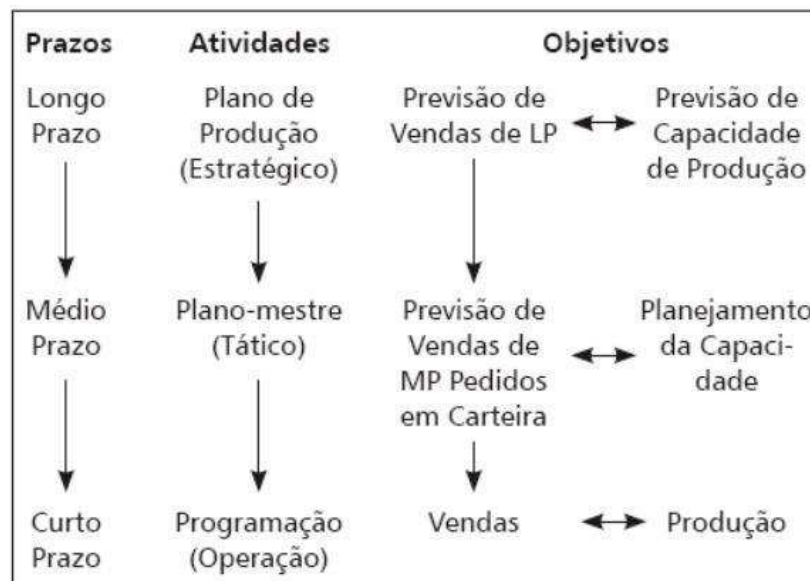 Prazos Atividades Objetivos
Longo Plano de Previsão de Previsão de
Prazo Produção Vendas de LP Capacidade
(Estratégico) de Produção
Médio Plano-mestre Previsão de Planejamento
Prazo (Tático) Vendas de da Capaci-
MP Pedidos dade
em Carteira
Curto Programação Vendas Produção
Prazo (Operação)